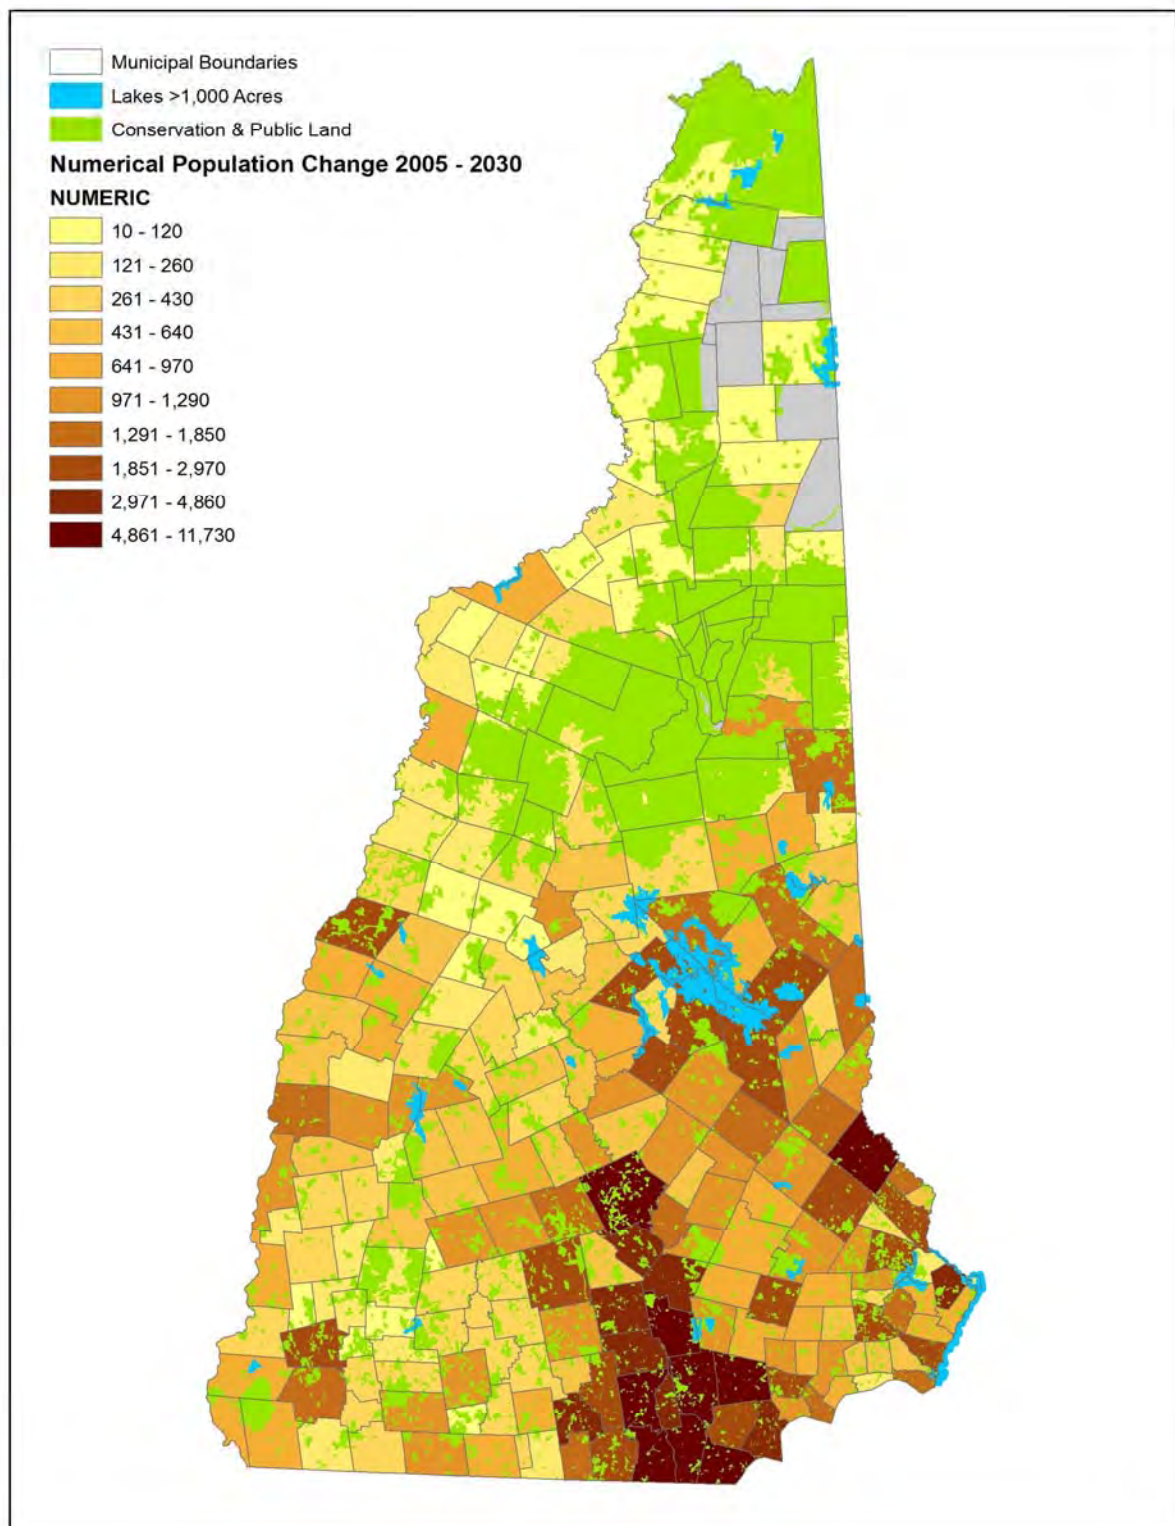 Municipal Boundaries
Lakes >1,000 Acres
Conservation & Public Land
Numerical Population Change 2005 - 2030
NUMERIC
10 - 120
121 - 260
261 - 430
431 - 640
641 - 970
971 - 1,290
1,291 - 1,850
1,851 - 2,970
2,971 - 4,860
4,861 - 11,730